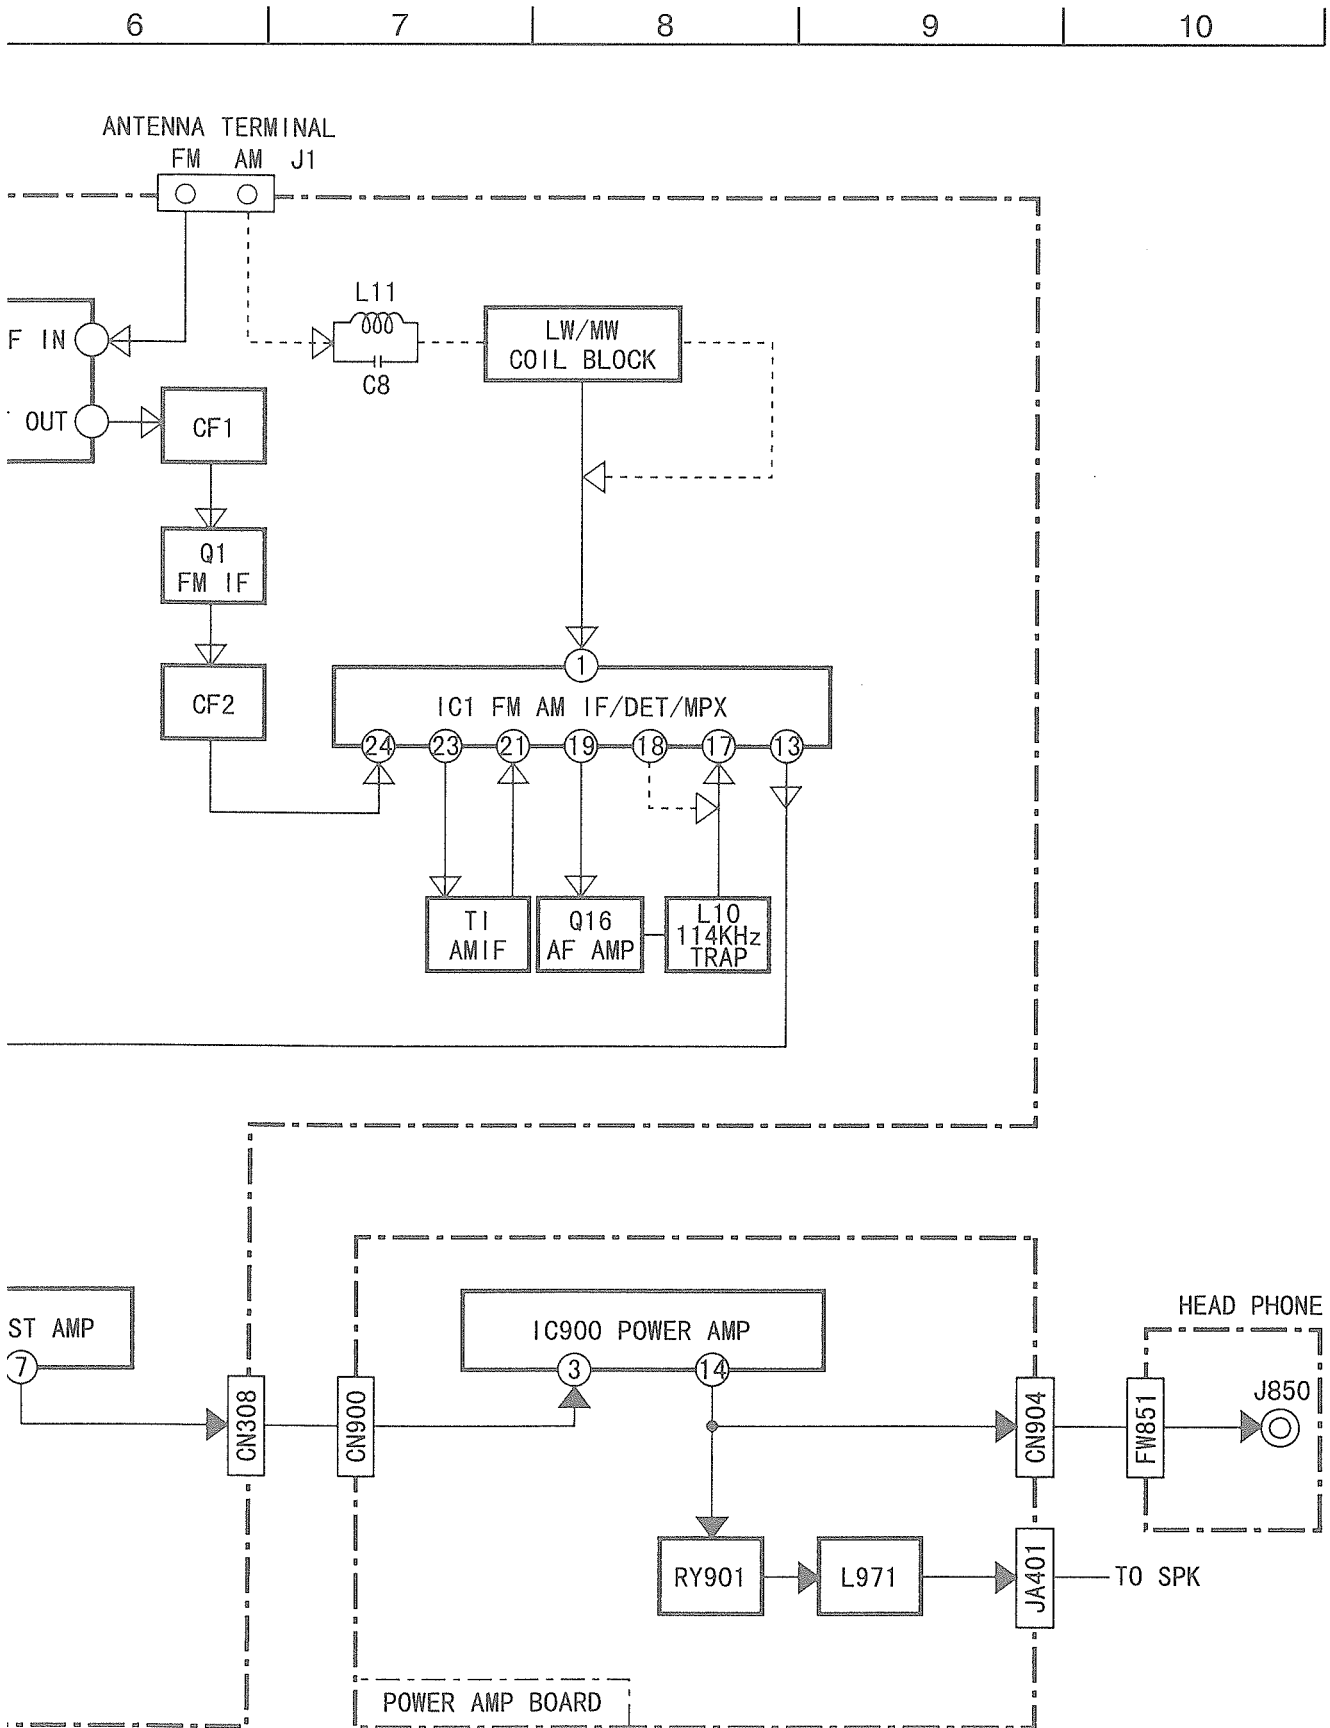 6 7 8 9 10
ANTENNA TERMINAL
FM AM J1
L11
C8
LW/MW
COIL BLOCK
F IN
OUT
CF1
Q1
FM IF
CF2
1
IC1 FM AM IF/DET/MPX
24 23 21 19 18 17 13
TI
AMIF
Q16
AF AMP
L10
114KHz
TRAP
ST AMP
7
CN308
CN900
IC900 POWER AMP
3 14
CN904
HEAD PHONE
FW851
J850
RY901
L971
JA401
TO SPK
POWER AMP BOARD